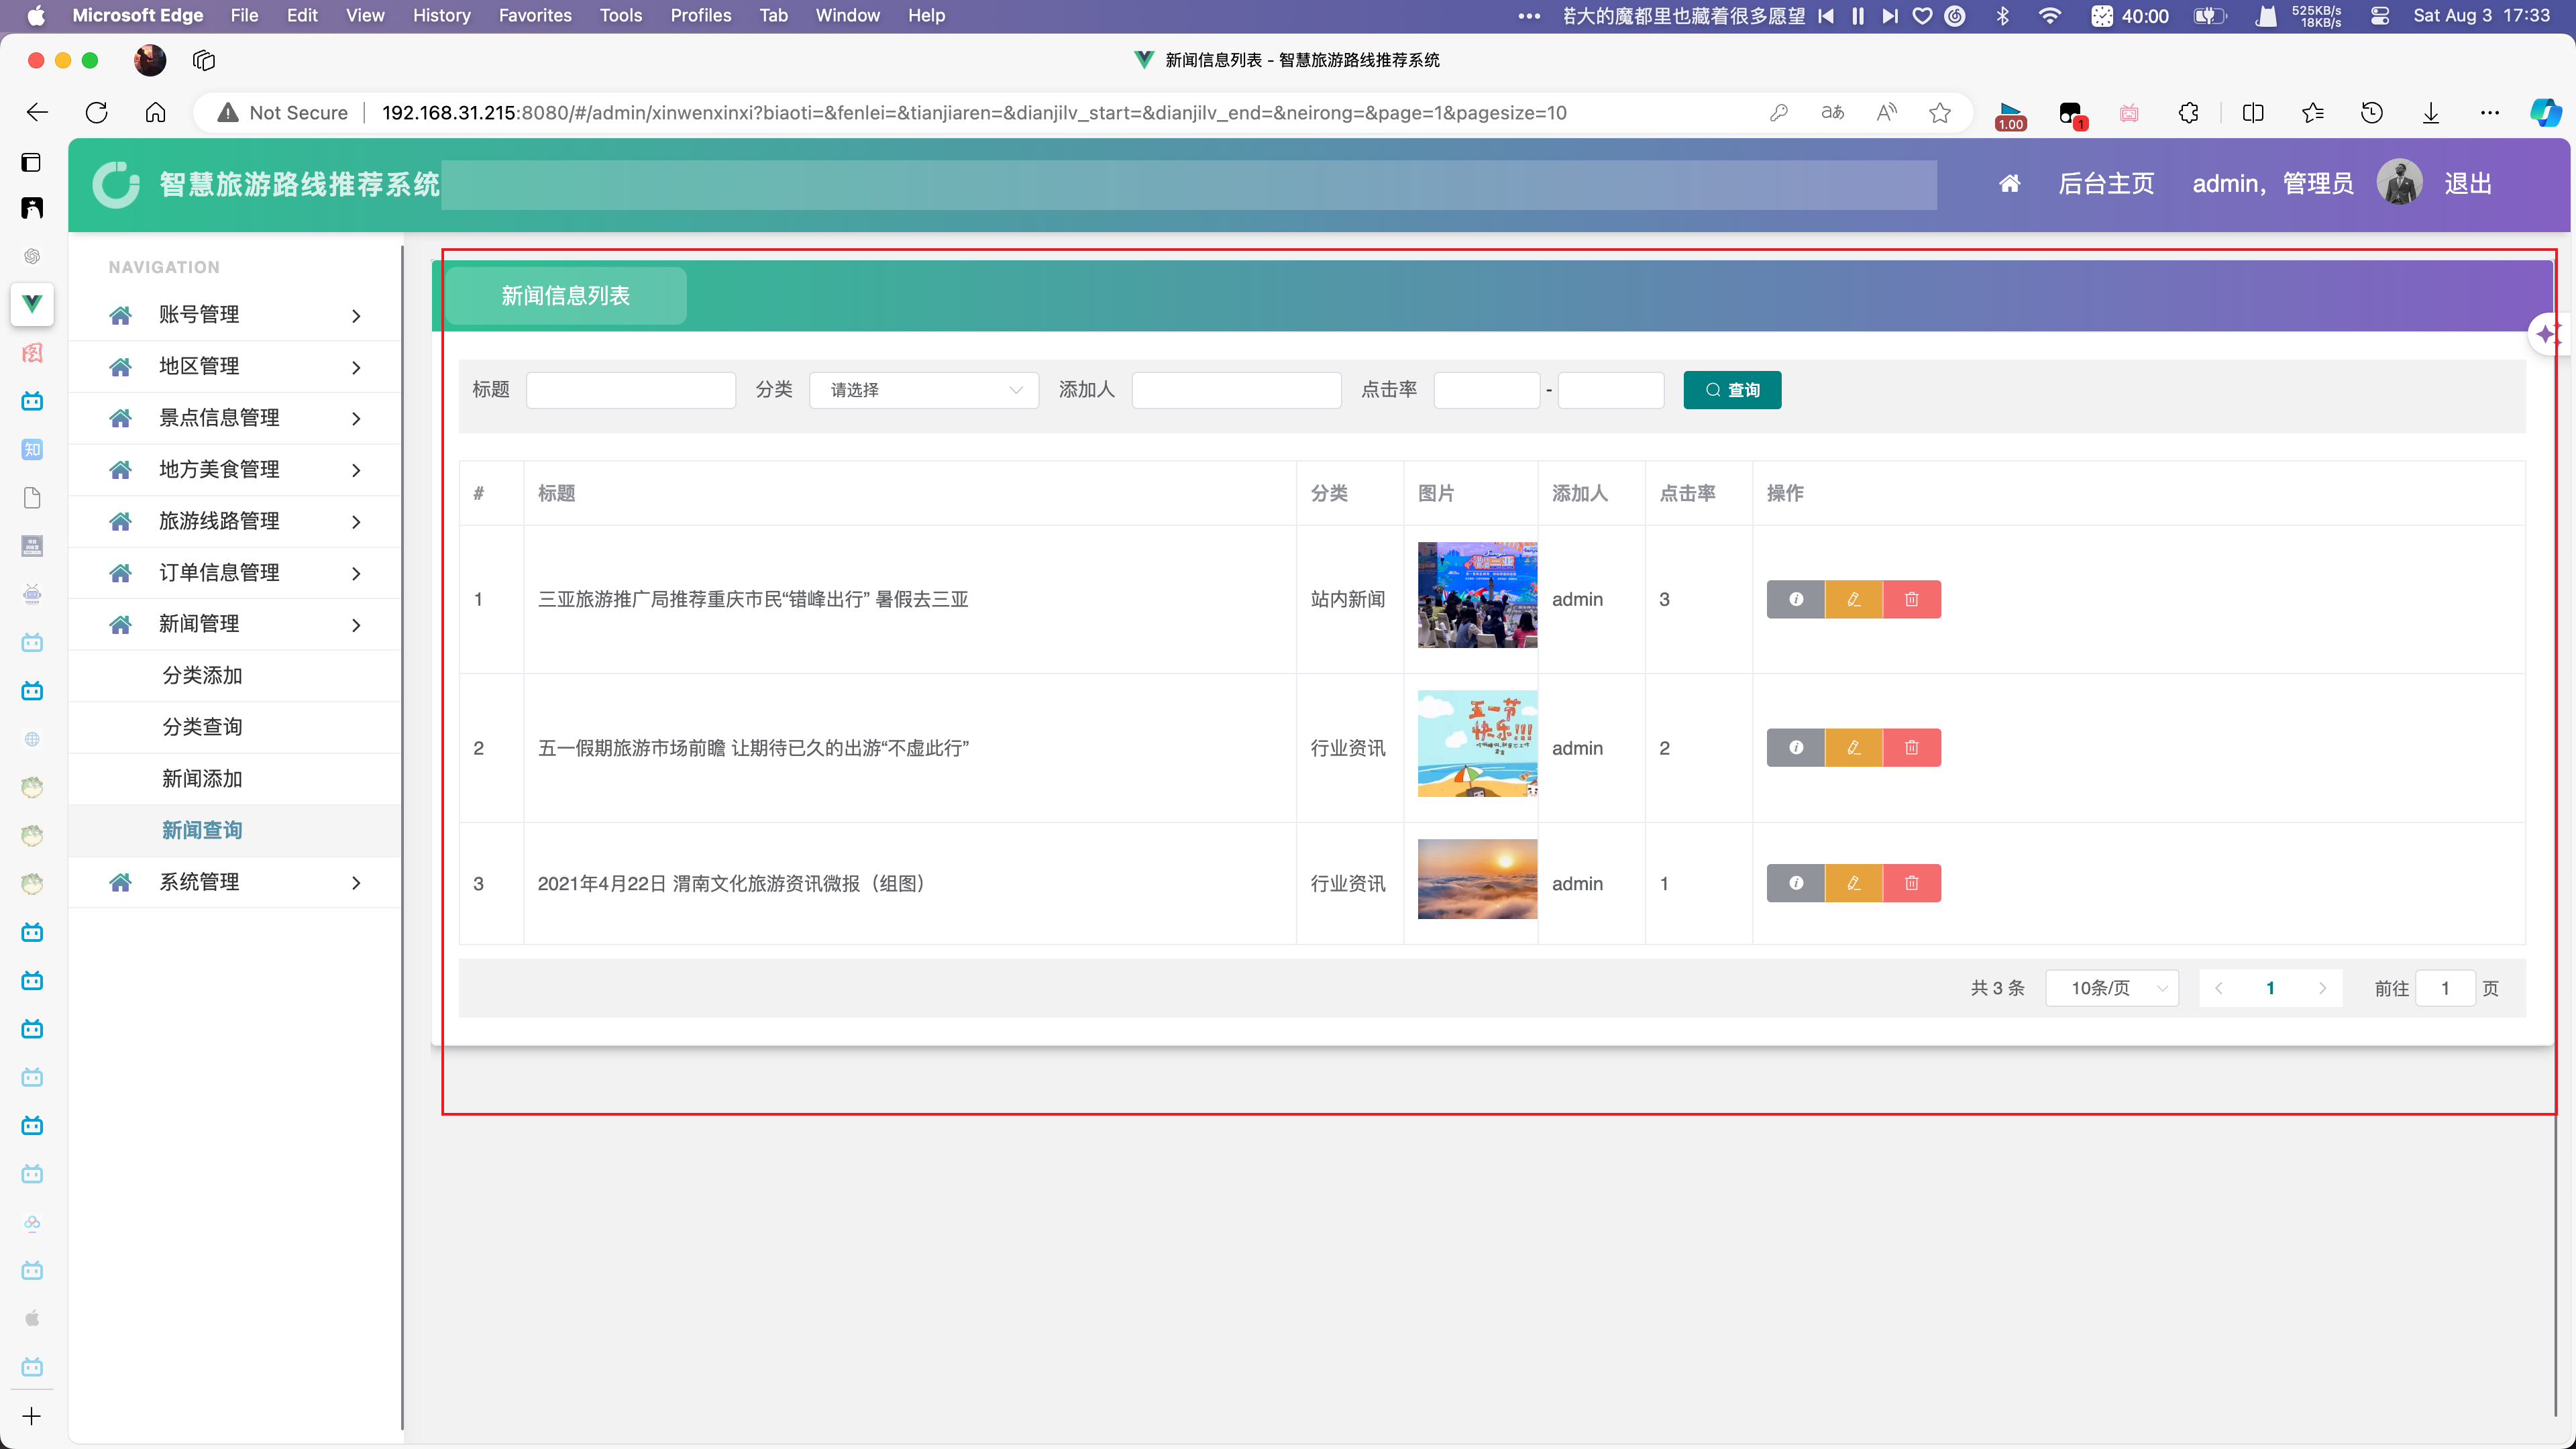 Microsoft Edge File Edit View History Favorites Tools Profiles Tab Window Help
偌大的魔都里也藏着很多愿望 40:00 525KB/s 18KB/s Sat Aug 3 17:33
新闻信息列表 - 智慧旅游路线推荐系统
Not Secure 192.168.31.215:8080/#/admin/xinwenxinxi?biaoti=&fenlei=&tianjiaren=&dianjilv_start=&dianjilv_end=&neirong=&page=1&pagesize=10
1.00
1
智慧旅游路线推荐系统 后台主页 admin，管理员 退出
NAVIGATION
账号管理
地区管理
景点信息管理
地方美食管理
旅游线路管理
订单信息管理
新闻管理
分类添加
分类查询
新闻添加
新闻查询
系统管理
新闻信息列表
标题 分类 请选择 添加人 点击率 - 查询
# 标题 分类 图片 添加人 点击率 操作
1 三亚旅游推广局推荐重庆市民“错峰出行” 暑假去三亚 站内新闻 admin 3
2 五一假期旅游市场前瞻 让期待已久的出游“不虚此行” 行业资讯 admin 2
五一节
快乐!!!
3 2021年4月22日 渭南文化旅游资讯微报（组图） 行业资讯 admin 1
共 3 条 10条/页 1 前往 1 页
图
知